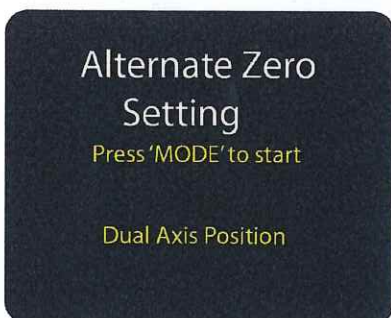 Alternate Zero
Setting
Press 'MODE' to start
Dual Axis Position